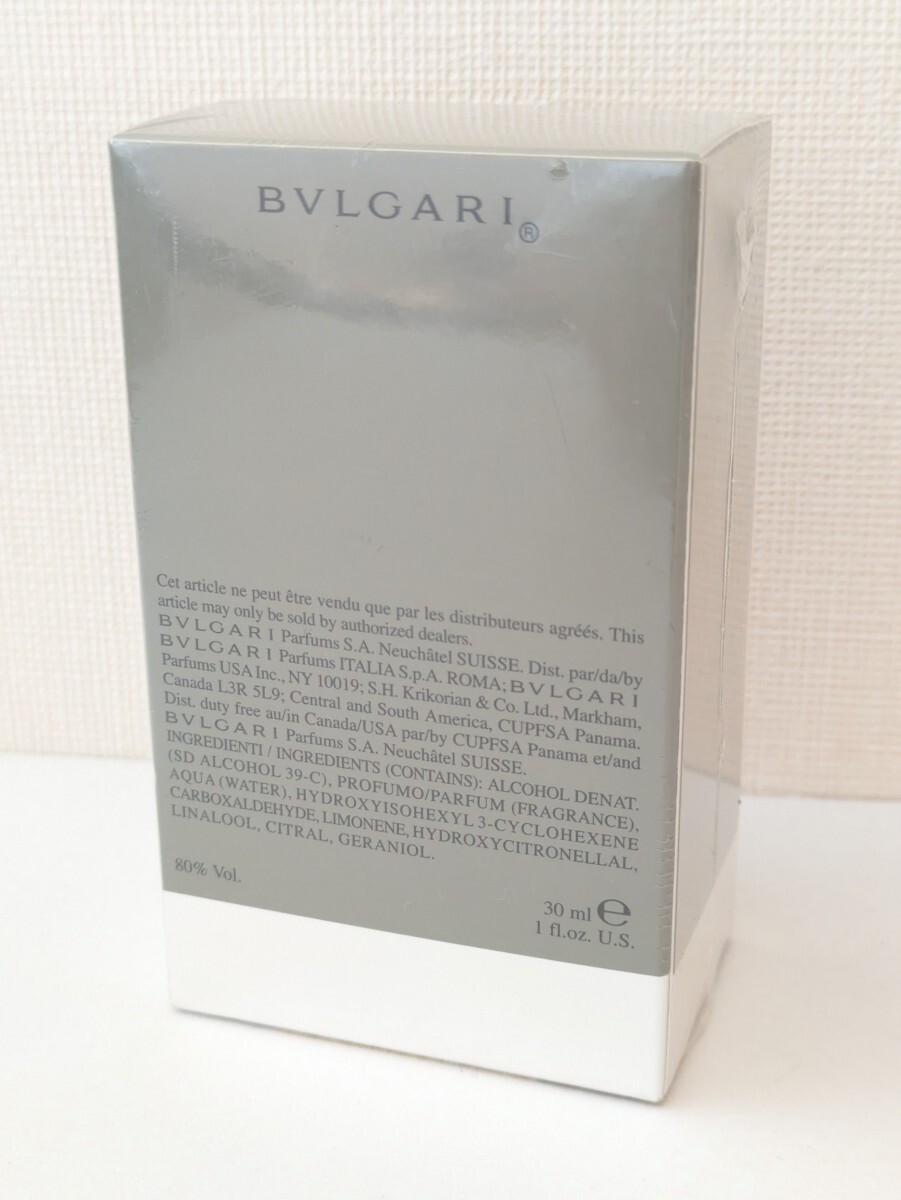 BVLGARI®
Cet article ne peut être vendu que par les distributeurs agréés. This
article may only be sold by authorized dealers.
BVLGARI Parfums S.A. Neuchâtel SUISSE. Dist. par/da/by
BVLGARI Parfums ITALIA S.p.A. ROMA; BVLGARI
Parfums USA Inc., NY 10019; S.H. Krikorian & Co. Ltd., Markham,
Canada L3R 5L9; Central and South America, CUPFSA Panama.
Dist. duty free au/in Canada/USA par/by CUPFSA Panama et/and
BVLGARI Parfums S.A. Neuchâtel SUISSE.
INGREDIENTI / INGREDIENTS (CONTAINS): ALCOHOL DENAT.
(SD ALCOHOL 39-C), PROFUMO/PARFUM (FRAGRANCE),
AQUA (WATER), HYDROXYISOHEXYL 3-CYCLOHEXENE
CARBOXALDEHYDE, LIMONENE, HYDROXYCITRONELLAL,
LINALOOL, CITRAL, GERANIOL.
80% Vol.
30 ml ℮
1 fl.oz. U.S.